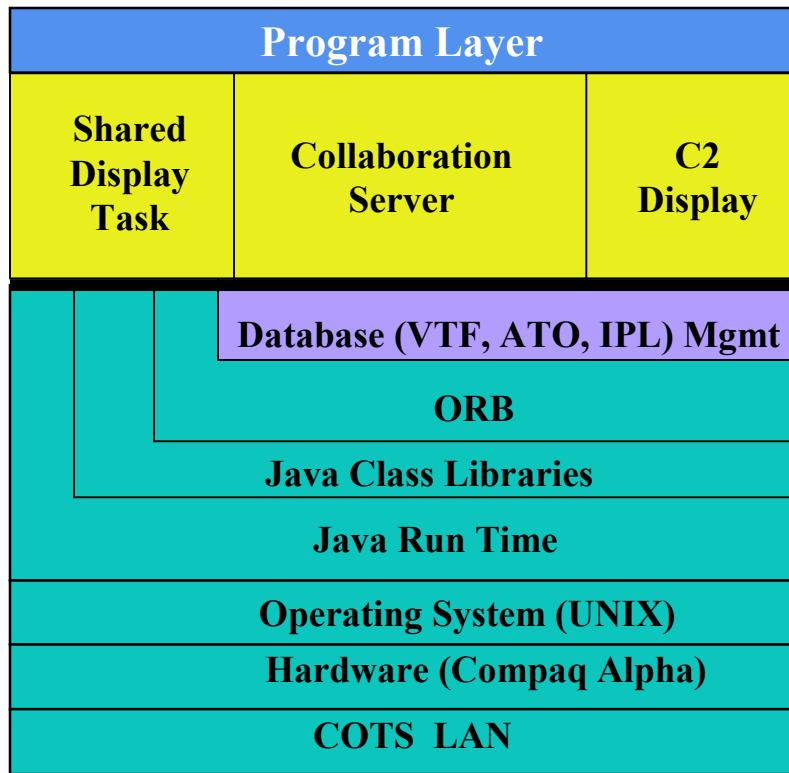 Program Layer
Shared
Display
Task
Collaboration
Server
C2
Display
Database (VTF, ATO, IPL) Mgmt
ORB
Java Class Libraries
Java Run Time
Operating System (UNIX)
Hardware (Compaq Alpha)
COTS LAN